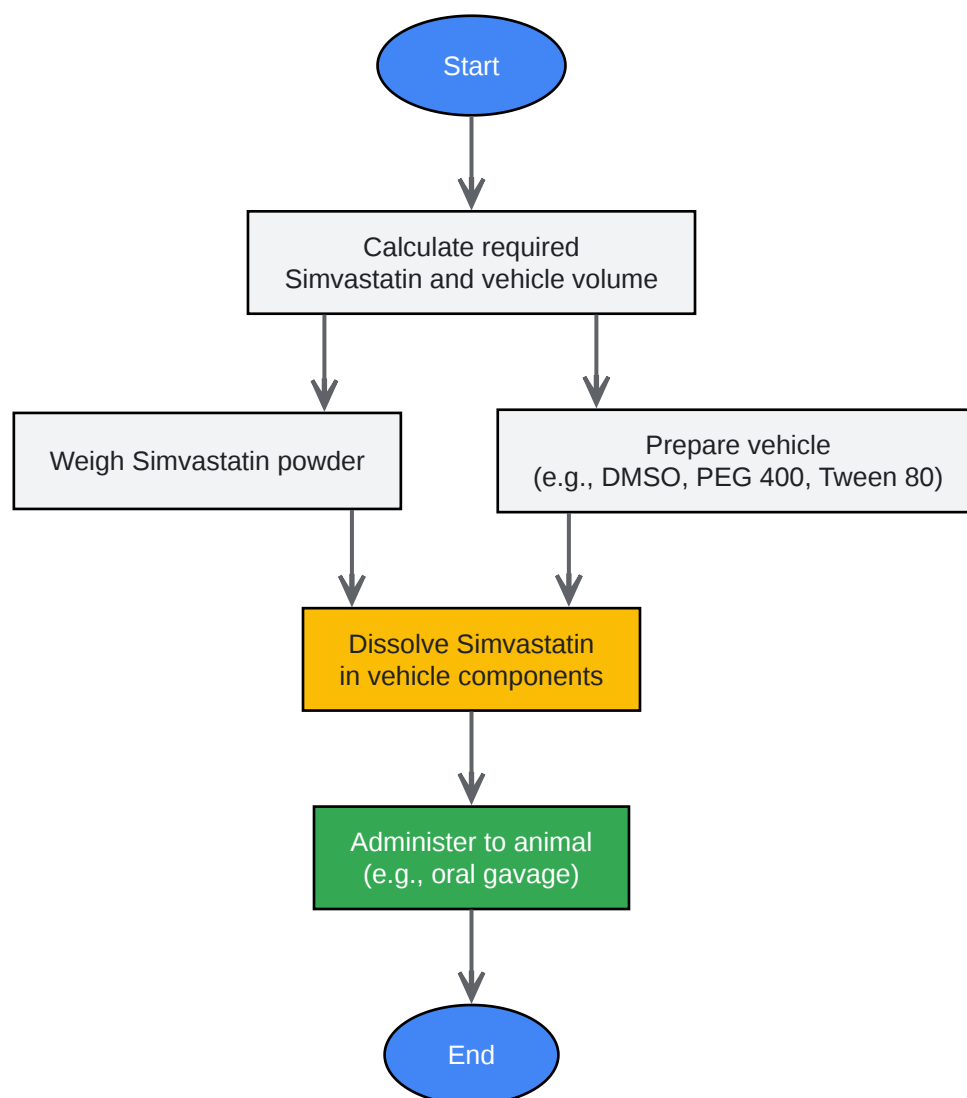 Start
Calculate required
Simvastatin and vehicle volume
Weigh Simvastatin powder
Prepare vehicle
(e.g., DMSO, PEG 400, Tween 80)
Dissolve Simvastatin
in vehicle components
Administer to animal
(e.g., oral gavage)
End